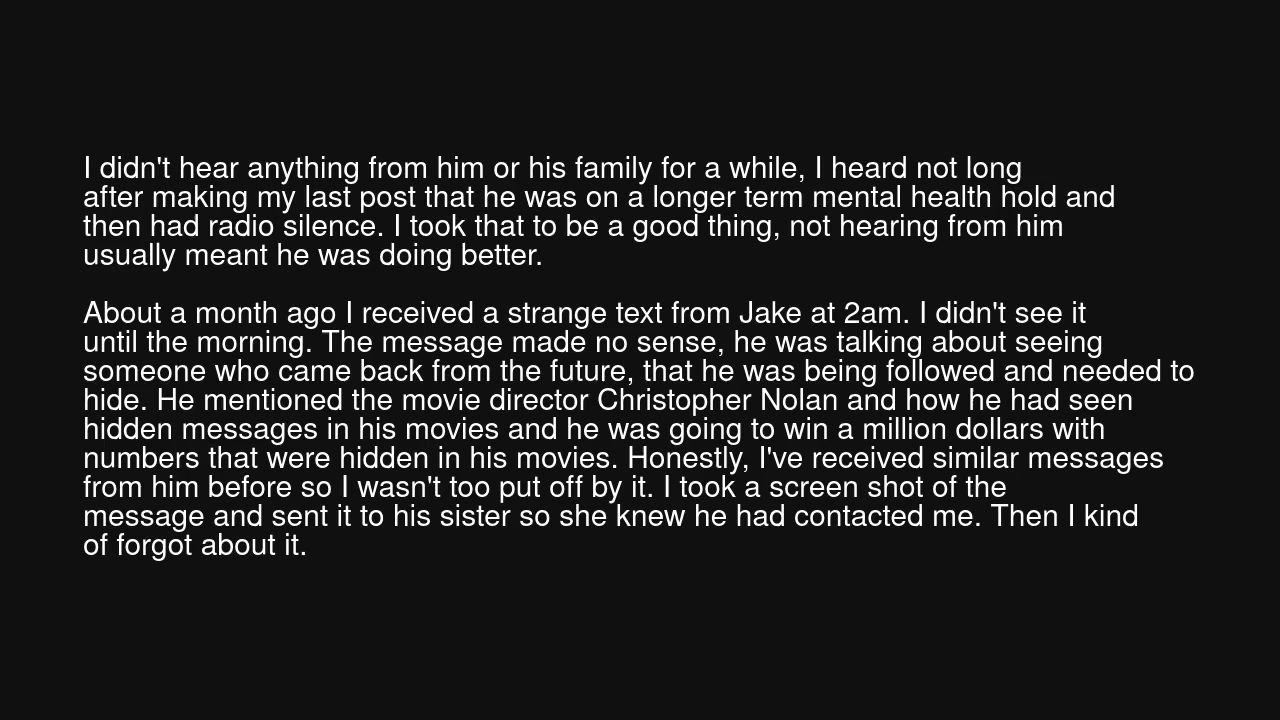 I didn't hear anything from him or his family for a while, I heard not long
after making my last post that he was on a longer term mental health hold and
then had radio silence. I took that to be a good thing, not hearing from him
usually meant he was doing better.
About a month ago I received a strange text from Jake at 2am. I didn't see it
until the morning. The message made no sense, he was talking about seeing
someone who came back from the future, that he was being followed and needed to
hide. He mentioned the movie director Christopher Nolan and how he had seen
hidden messages in his movies and he was going to win a million dollars with
numbers that were hidden in his movies. Honestly, I've received similar messages
from him before so I wasn't too put off by it. I took a screen shot of the
message and sent it to his sister so she knew he had contacted me. Then I kind
of forgot about it.